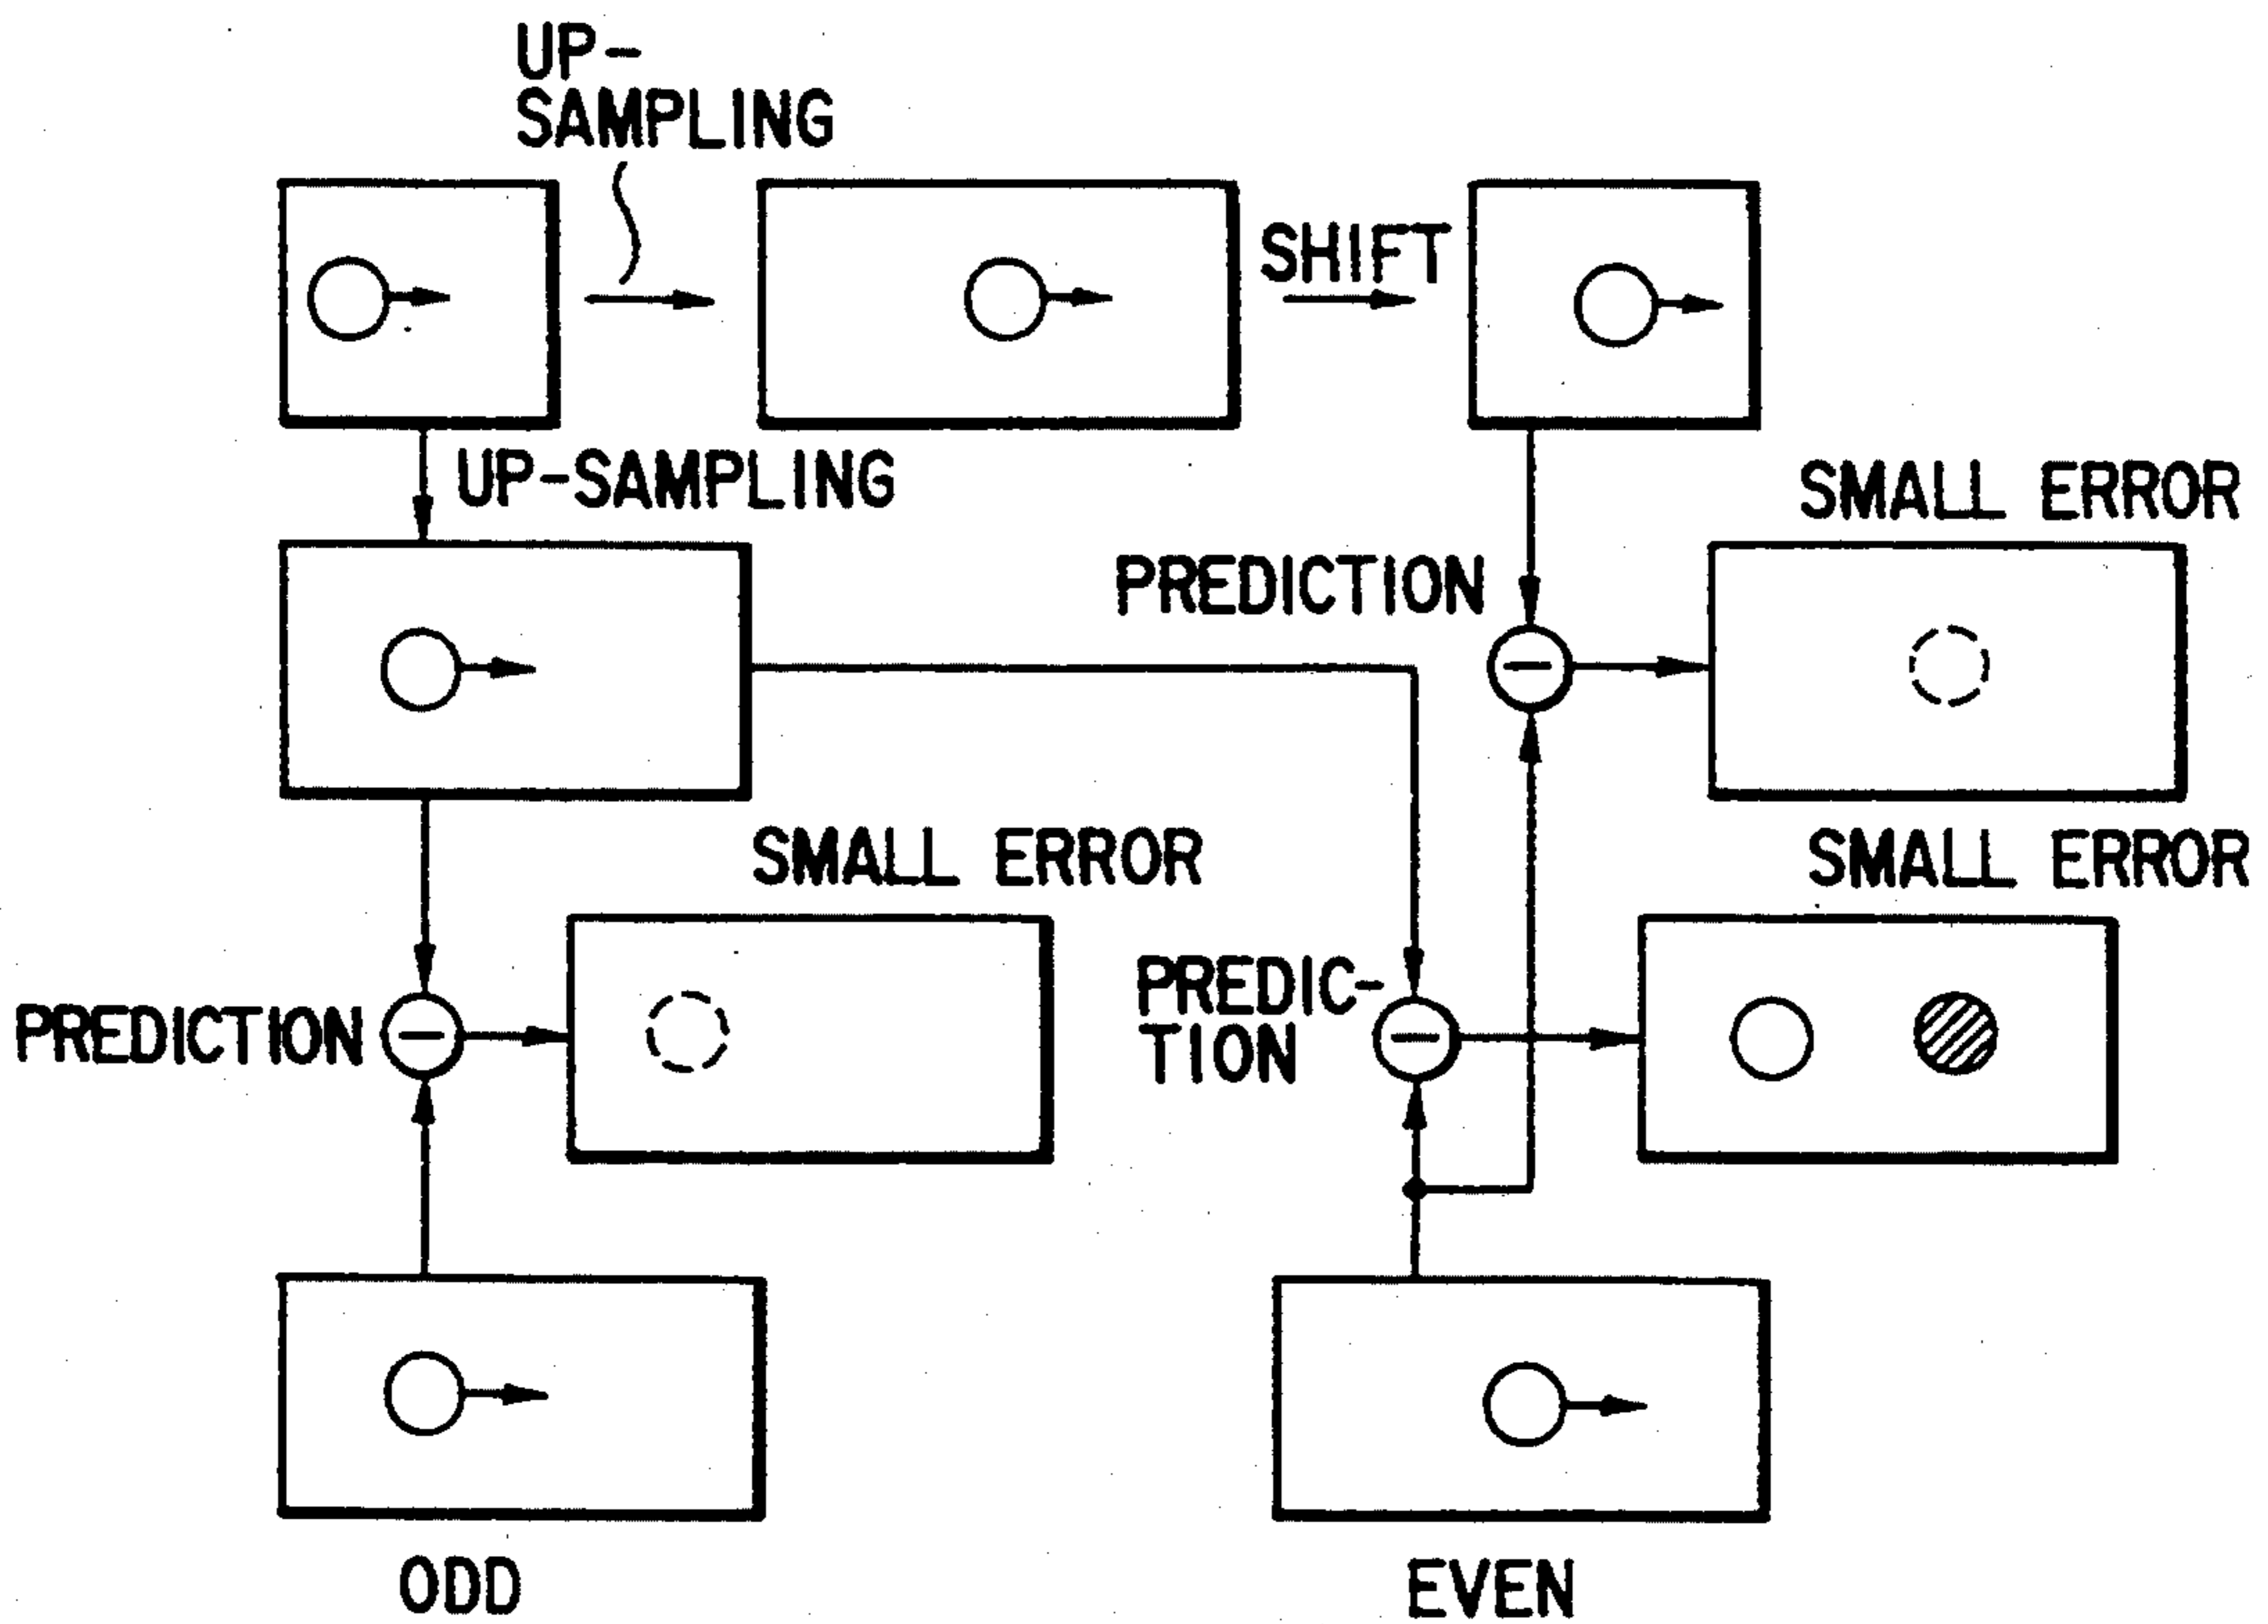 UP-
SAMPLING
SHIFT
UP-SAMPLING
SMALL ERROR
PREDICTION
SMALL ERROR
SMALL ERROR
PREDICTION
PREDIC-
TION
ODD
EVEN